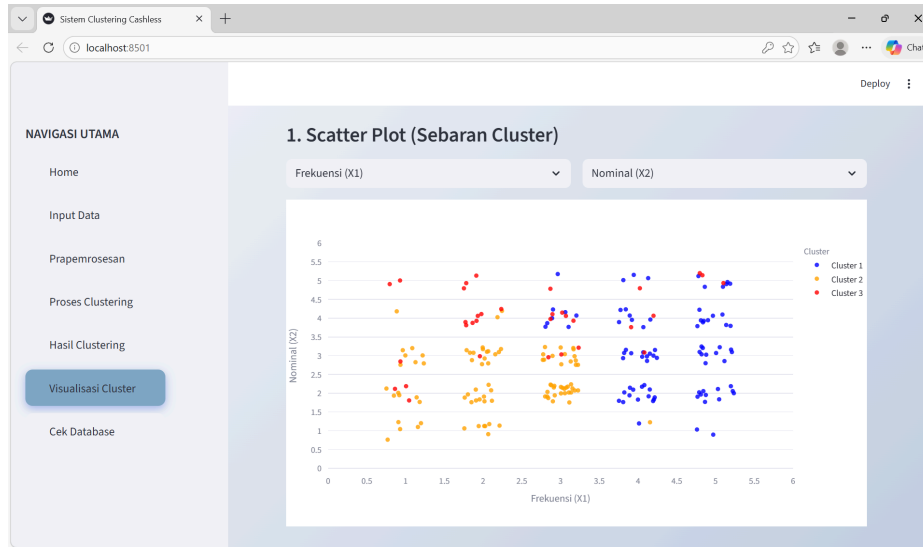 Sistem Clustering Cashless
localhost:8501
Chat
Deploy
NAVIGASI UTAMA
Home
Input Data
Prapemrosesan
Proses Clustering
Hasil Clustering
Visualisasi Cluster
Cek Database
1. Scatter Plot (Sebaran Cluster)
Frekuensi (X1)
Nominal (X2)
Cluster
Cluster 1
Cluster 2
Cluster 3
Nominal (X2)
6
5.5
5
4.5
4
3.5
3
2.5
2
1.5
1
0.5
0
0 0.5 1 1.5 2 2.5 3 3.5 4 4.5 5 5.5 6
Frekuensi (X1)